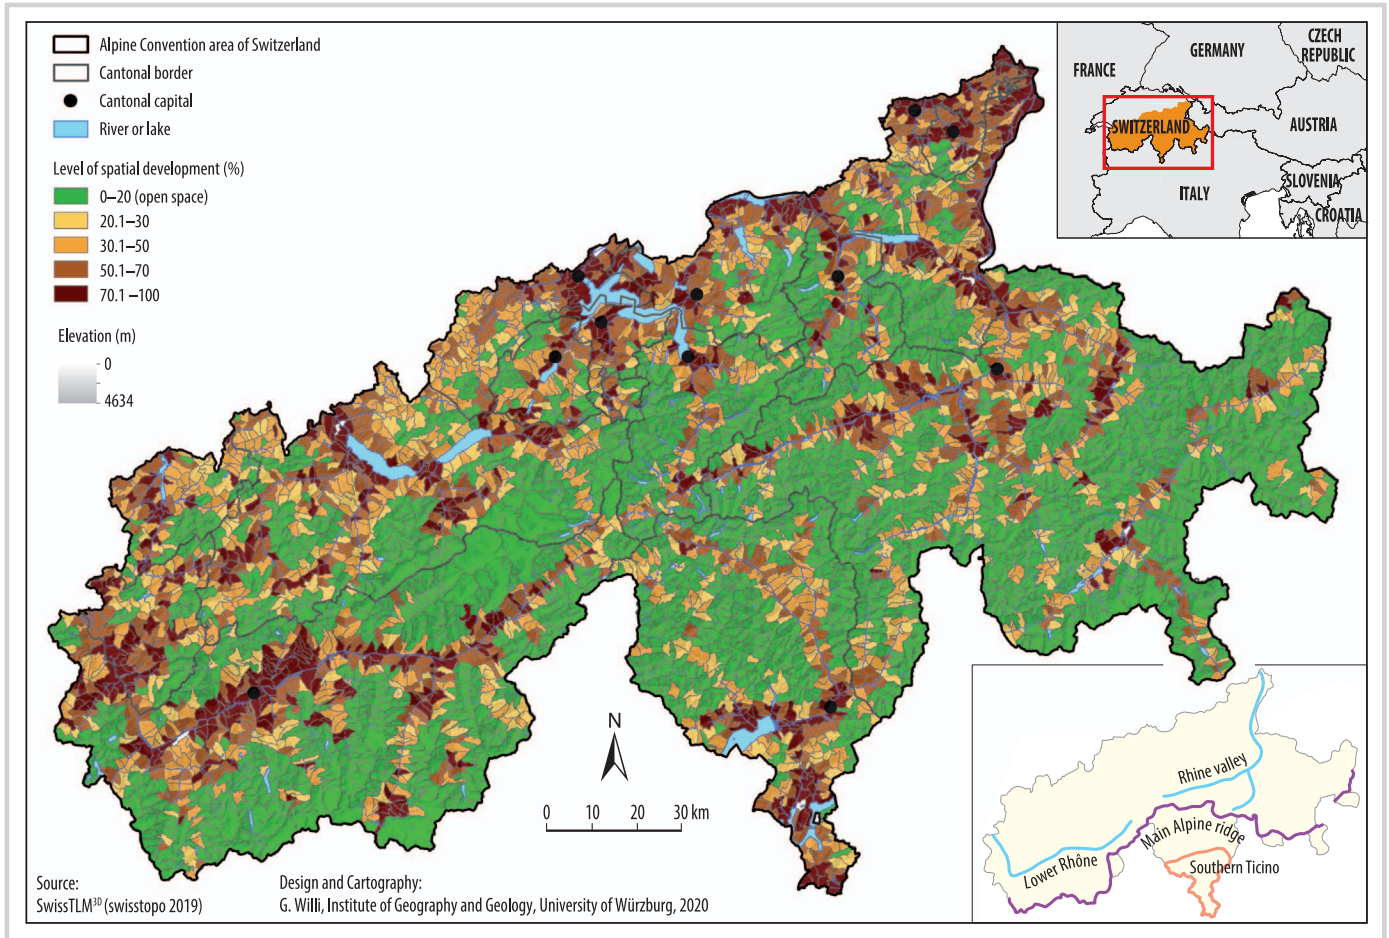 Alpine Convention area of Switzerland
Cantonal border
Cantonal capital
River or lake
Level of spatial development (%)
0–20 (open space)
20.1–30
30.1–50
50.1–70
70.1 –100
Elevation (m)
0
4634
FRANCE
GERMANY
CZECH
REPUBLIC
SWITZERLAND
AUSTRIA
ITALY
SLOVENIA
CROATIA
N
0 10 20 30 km
Rhine valley
Main Alpine ridge
Lower Rhône
Southern Ticino
Source:
SwissTLM³ᴰ (swisstopo 2019)
Design and Cartography:
G. Willi, Institute of Geography and Geology, University of Würzburg, 2020